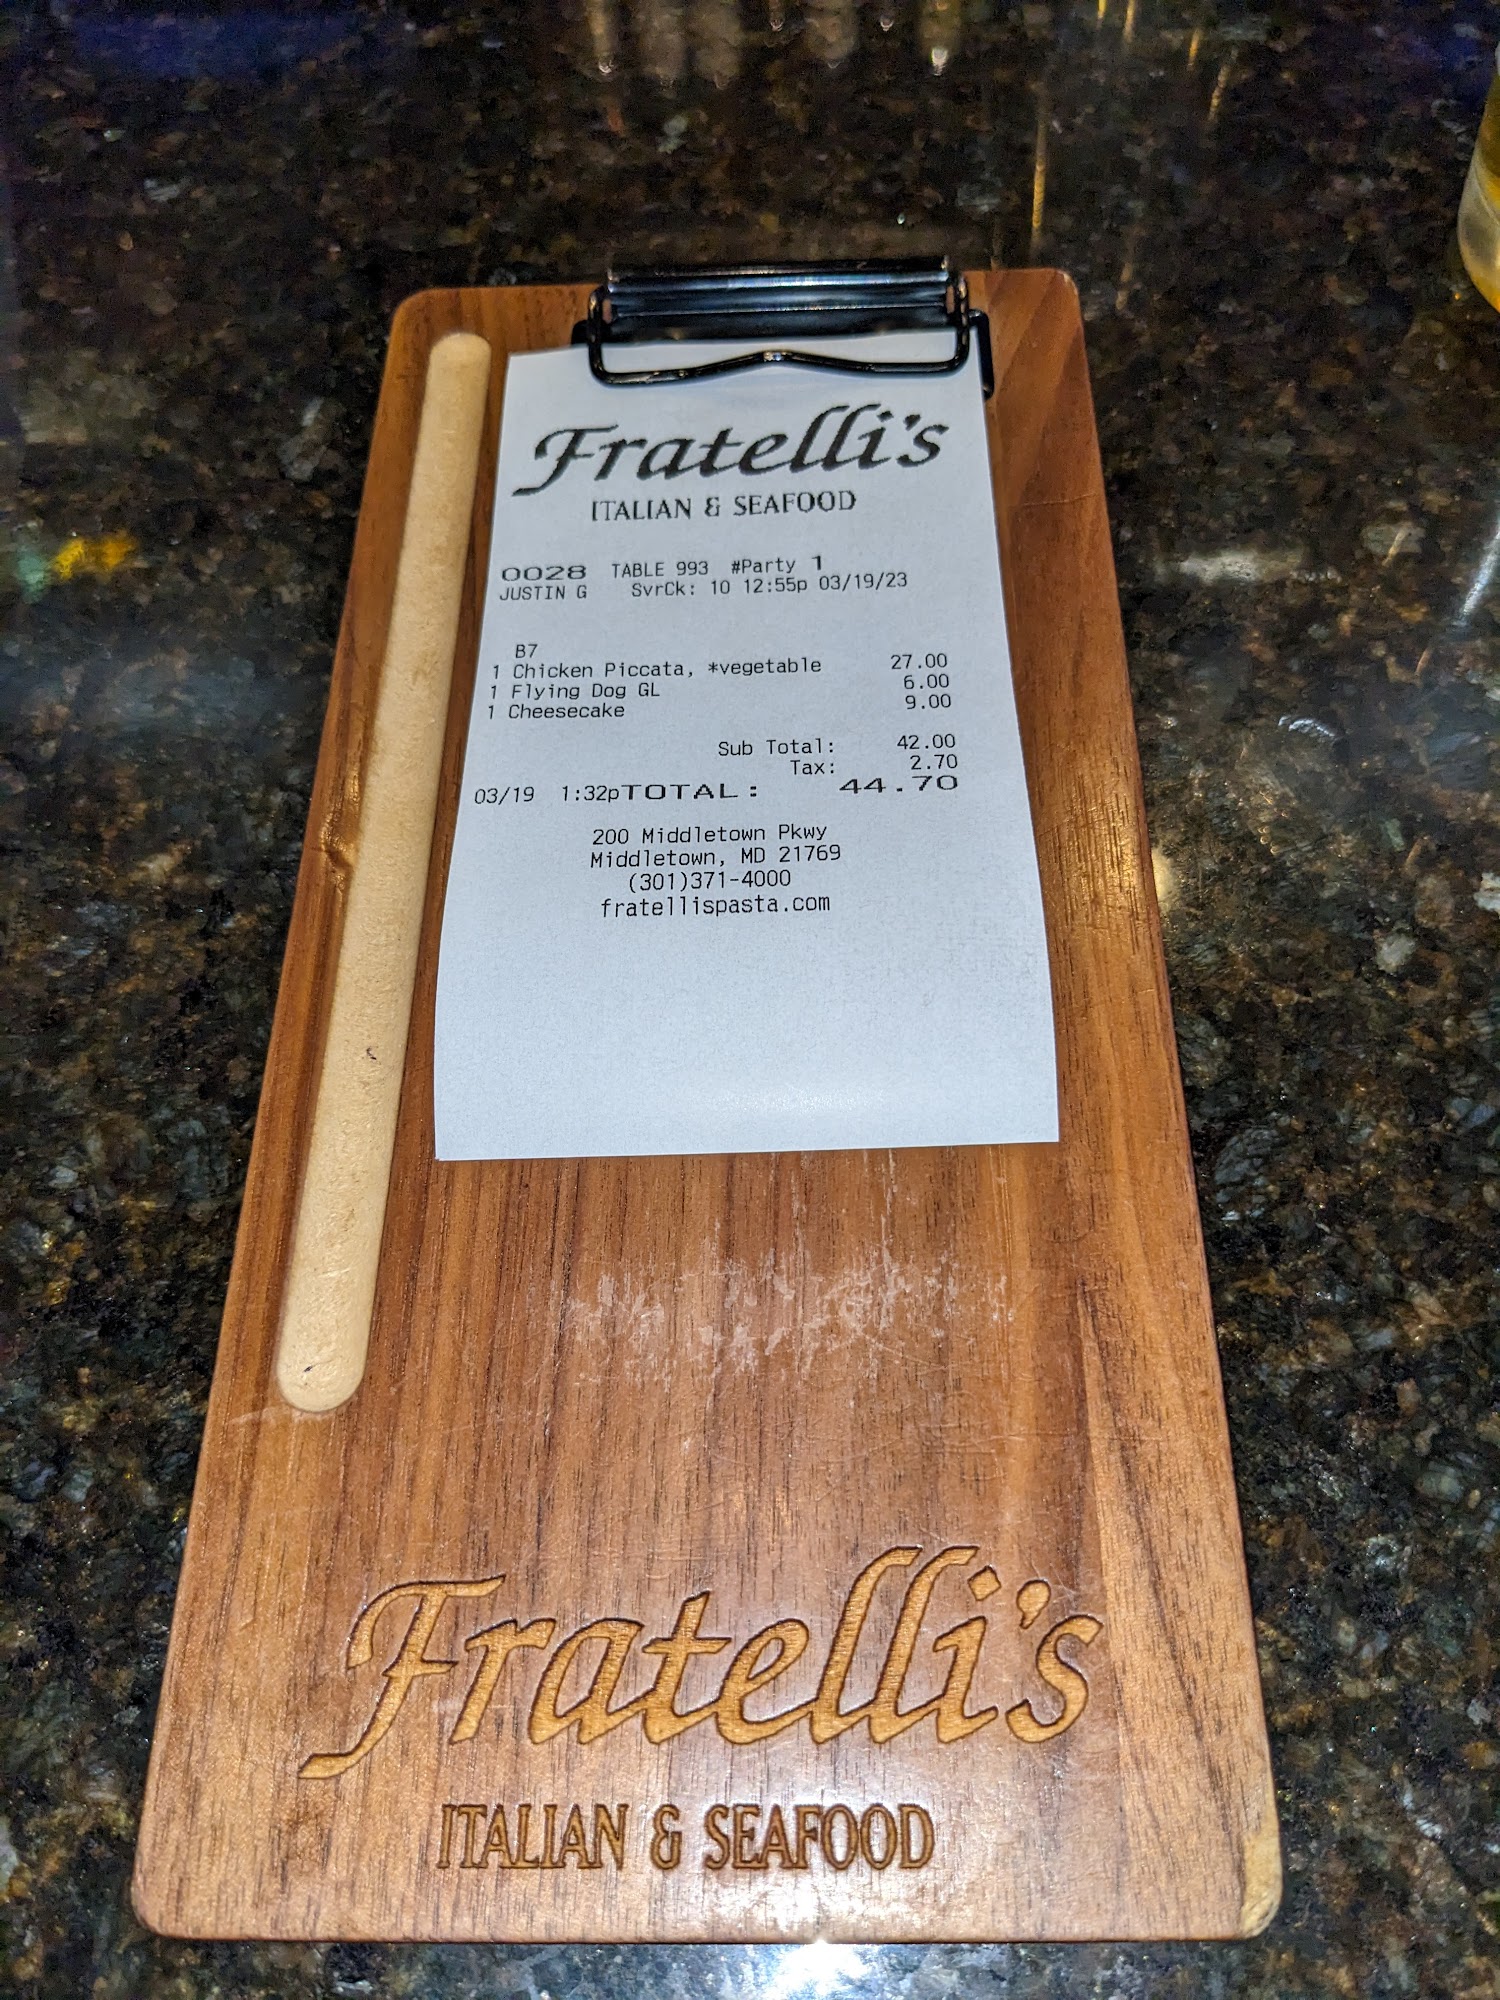 Fratelli's
ITALIAN & SEAFOOD
0028 TABLE 993 #Party 1
JUSTIN G SvrCk: 10 12:55p 03/19/23
B7
1 Chicken Piccata, *vegetable 27.00
1 Flying Dog GL 6.00
1 Cheesecake 9.00
Sub Total: 42.00
Tax: 2.70
03/19 1:32pTOTAL: 44.70
200 Middletown Pkwy
Middletown, MD 21769
(301)371-4000
fratellispasta.com
Fratelli's
ITALIAN & SEAFOOD